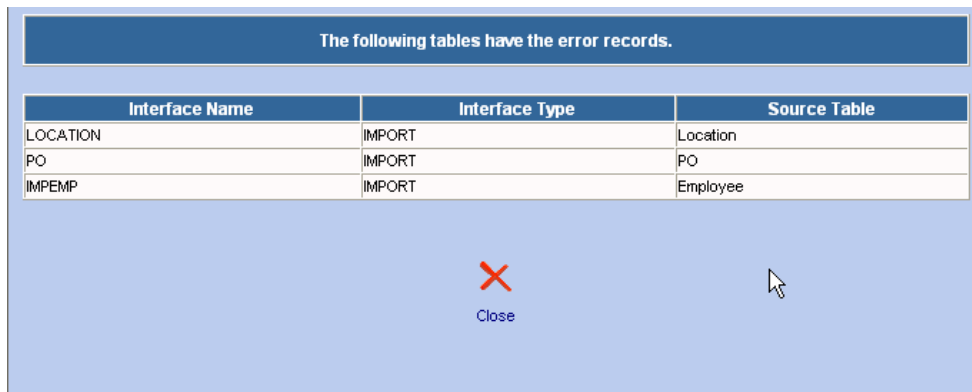 The following tables have the error records.
Interface Name Interface Type Source Table
LOCATION IMPORT Location
PO IMPORT PO
IMPEMP IMPORT Employee
Close